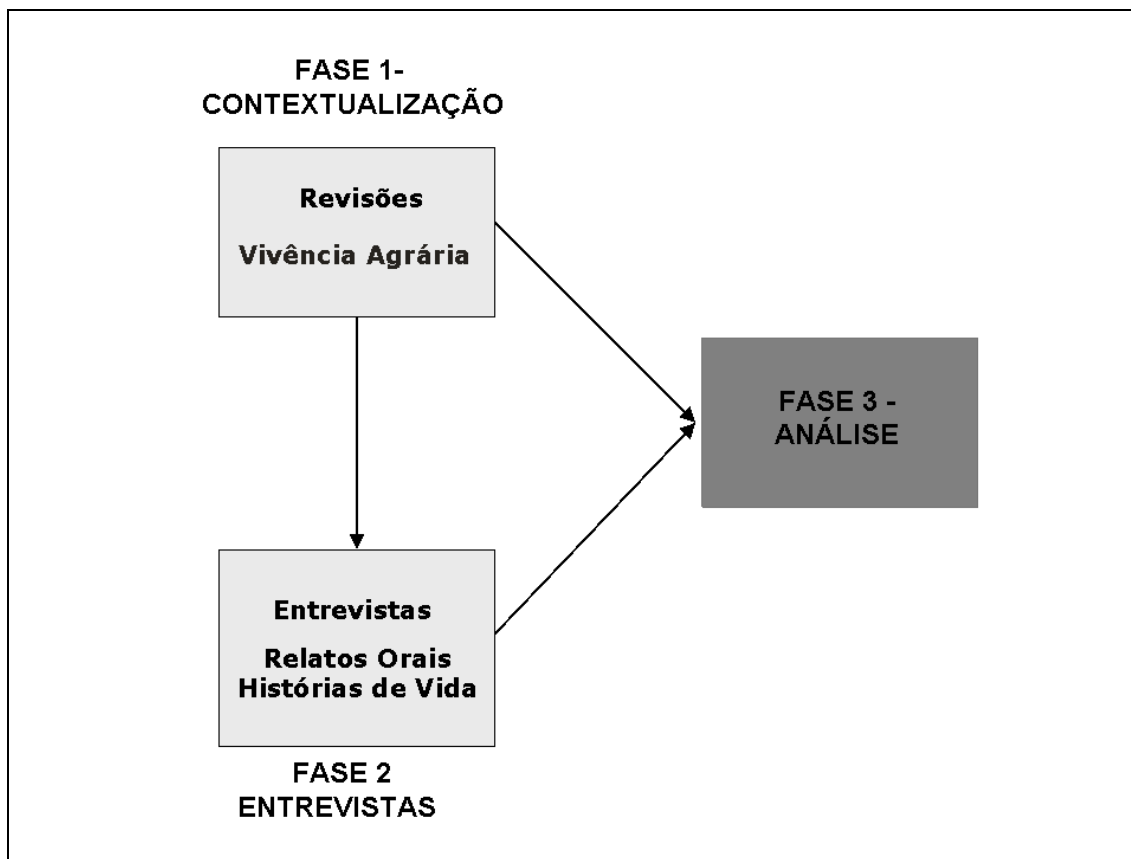 FASE 1-
CONTEXTUALIZAÇÃO
Revisões
Vivência Agrária
FASE 3 -
ANÁLISE
Entrevistas
Relatos Orais
Histórias de Vida
FASE 2
ENTREVISTAS